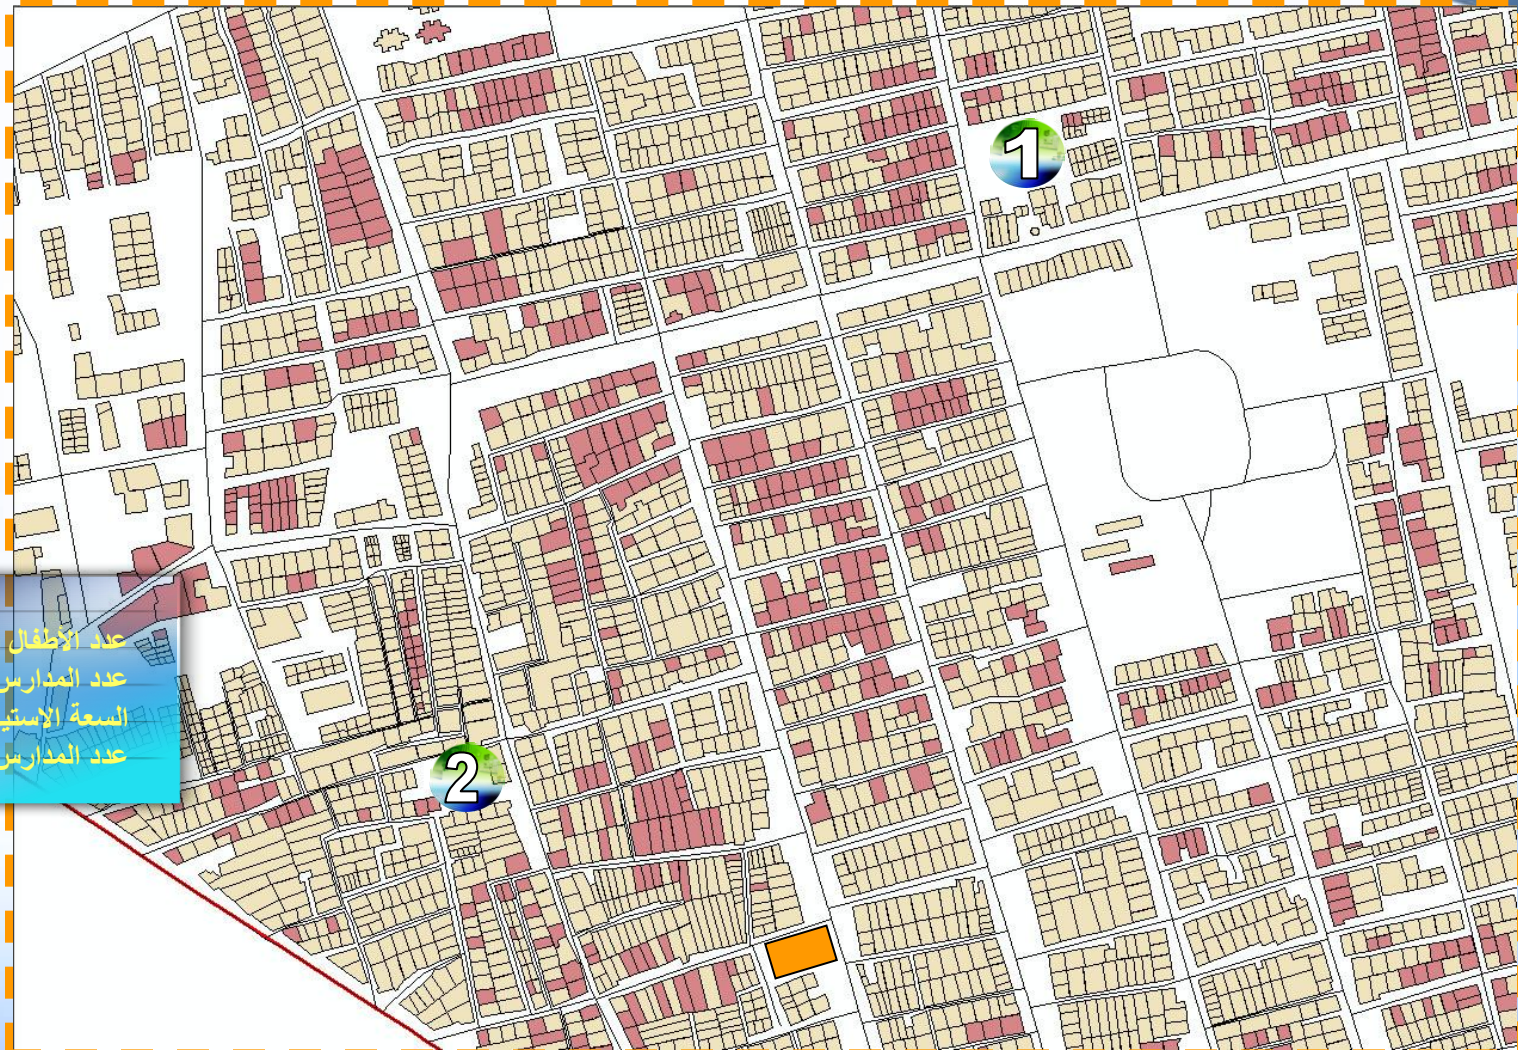 1
عدد الأطفال
عدد المدارس
السعة
عدد المدارس
2